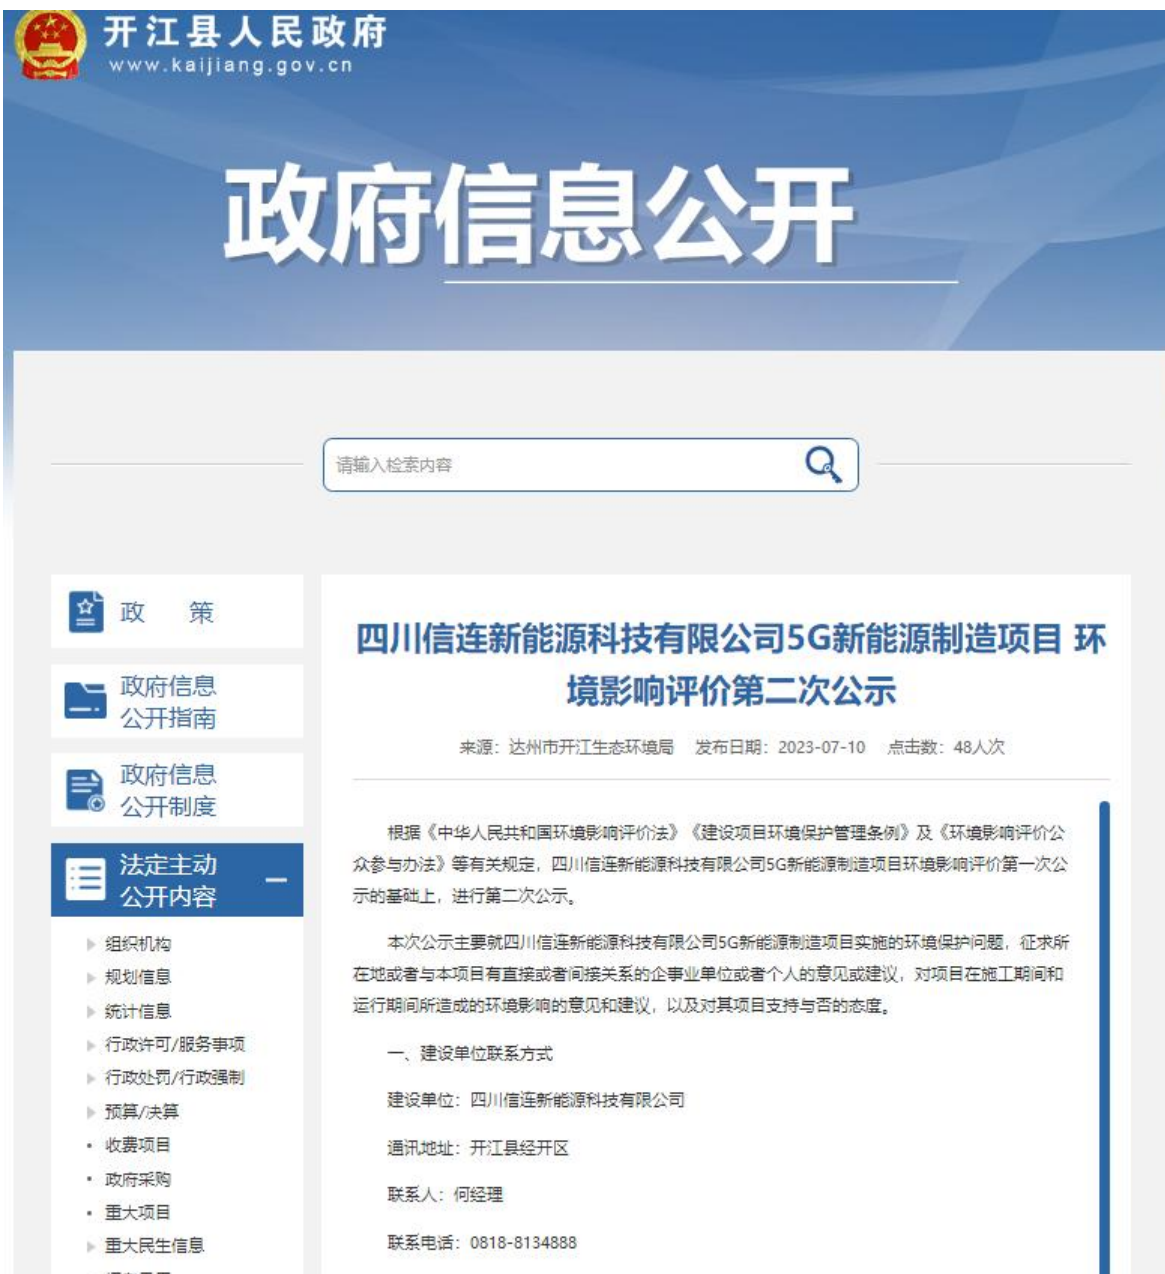 开江县人民政府
www.kaijiang.gov.cn
政府信息公开
请输入检索内容
政 策
政府信息
公开指南
政府信息
公开制度
法定主动
公开内容
组织机构
规划信息
统计信息
行政许可/服务事项
行政处罚/行政强制
预算/决算
收费项目
政府采购
重大项目
重大民生信息
四川信连新能源科技有限公司5G新能源制造项目 环
境影响评价第二次公示
来源：达州市开江生态环境局 发布日期：2023-07-10 点击数：48人次
根据《中华人民共和国环境影响评价法》《建设项目环境保护管理条例》及《环境影响评价公
众参与办法》等有关规定，四川信连新能源科技有限公司5G新能源制造项目环境影响评价第一次公
示的基础上，进行第二次公示。
本次公示主要就四川信连新能源科技有限公司5G新能源制造项目实施的环境保护问题，征求所
在地或者与本项目有直接或者间接关系的企事业单位或者个人的意见或建议，对项目在施工期间和
运行期间所造成的环境影响的意见和建议，以及对其项目支持与否的态度。
一、建设单位联系方式
建设单位：四川信连新能源科技有限公司
通讯地址：开江县经开区
联系人：何经理
联系电话：0818-8134888